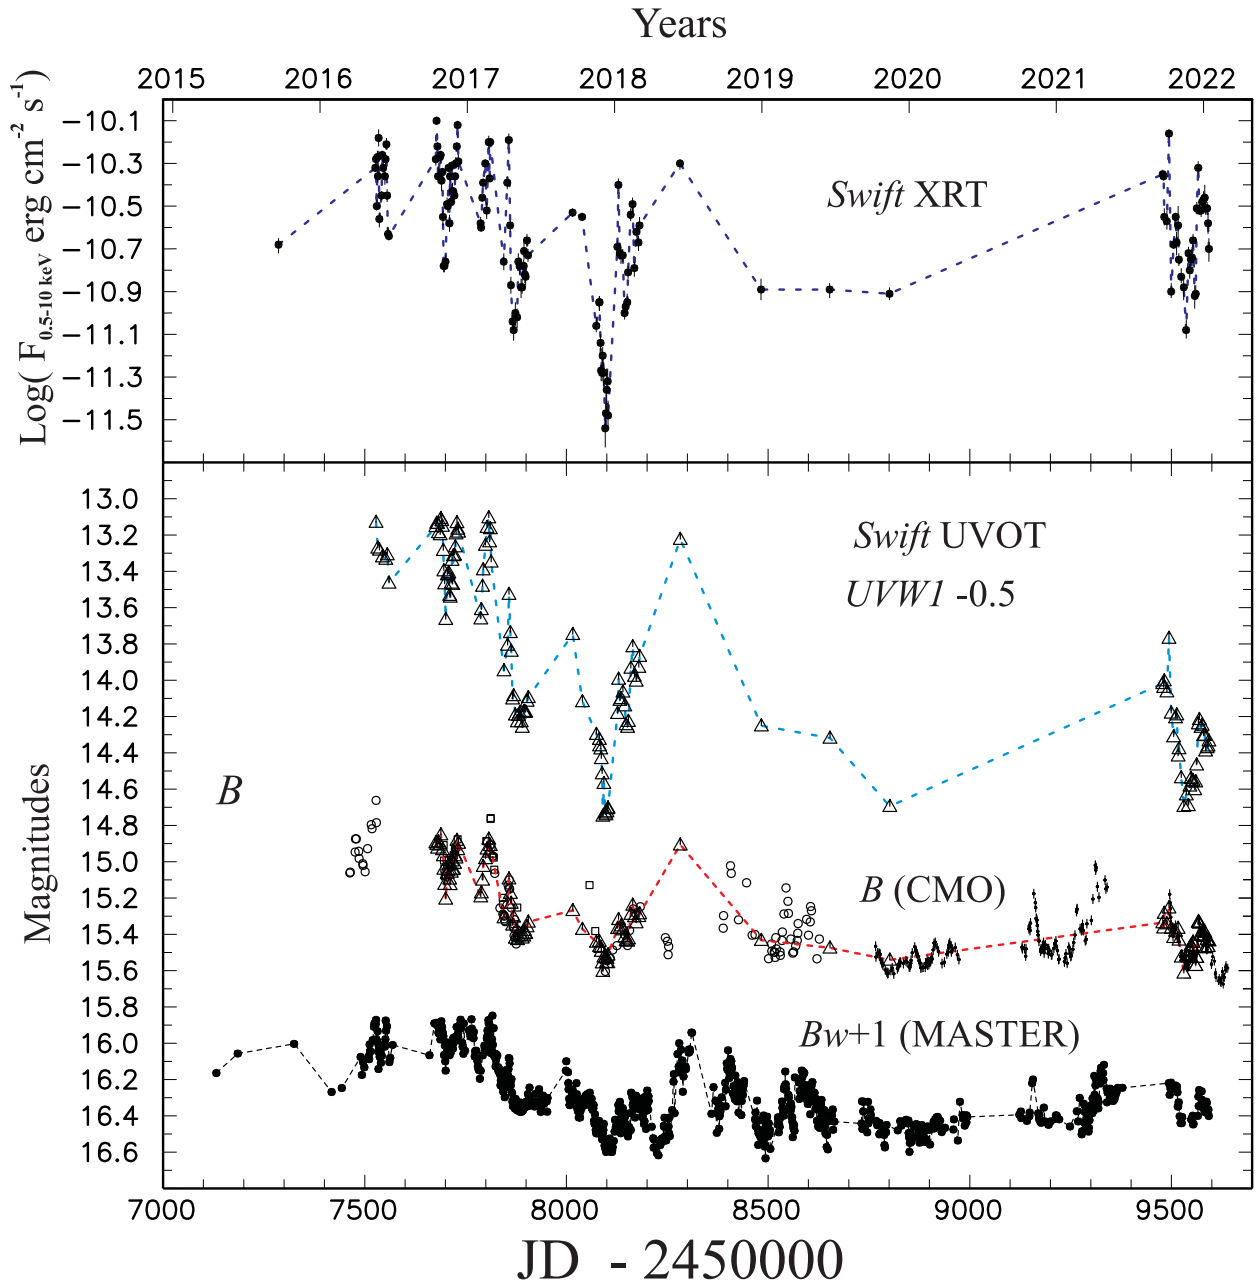 Years
2015 2016 2017 2018 2019 2020 2021 2022
Log( F0.5-10 keV erg cm-2 s-1)
−10.1
−10.3
−10.5
−10.7
−10.9
−11.1
−11.3
−11.5
Swift XRT
Magnitudes
13.0
13.2
13.4
13.6
13.8
14.0
14.2
14.4
14.6
14.8
15.0
15.2
15.4
15.6
15.8
16.0
16.2
16.4
16.6
Swift UVOT
UVW1 -0.5
B
B (CMO)
Bw+1 (MASTER)
7000 7500 8000 8500 9000 9500
JD - 2450000